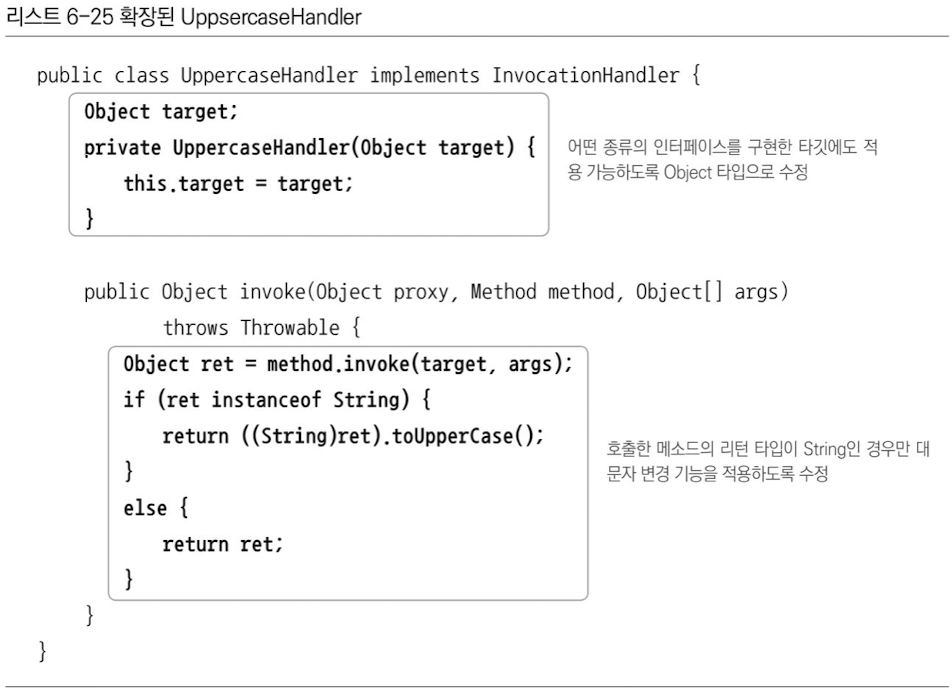 리스트 6-25 확장된 UppsercaseHandler
public class UppercaseHandler implements InvocationHandler {
Object target;
private UppercaseHandler(Object target) {
this.target = target;
}
어떤 종류의 인터페이스를 구현한 타깃에도 적
용 가능하도록 Object 타입으로 수정
public Object invoke(Object proxy, Method method, Object[] args)
throws Throwable {
Object ret = method.invoke(target, args);
if (ret instanceof String) {
return ((String)ret).toUpperCase();
}
else {
return ret;
}
호출한 메소드의 리턴 타입이 String인 경우만 대
문자 변경 기능을 적용하도록 수정
}
}